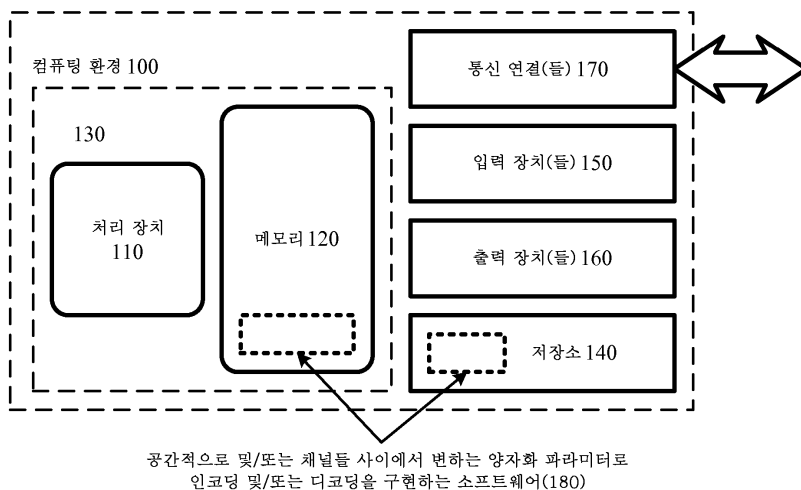 컴퓨팅 환경 100
130
처리 장치
110
메모리 120
통신 연결(들) 170
입력 장치(들) 150
출력 장치(들) 160
저장소 140
공간적으로 및/또는 채널들 사이에서 변하는 양자화 파라미터로
인코딩 및/또는 디코딩을 구현하는 소프트웨어(180)